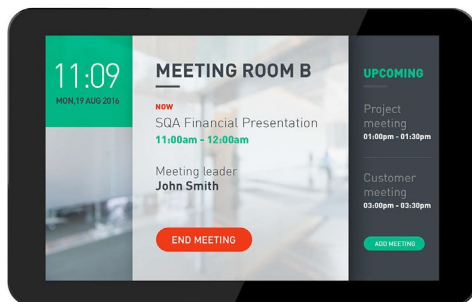 11:09
MON,19 AUG 2016
MEETING ROOM B
NOW
SQA Financial Presentation
11:00am - 12:00am
Meeting leader
John Smith
END MEETING
UPCOMING
Project
meeting
01:00pm - 01:30pm
Customer
meeting
03:00pm - 03:30pm
ADD MEETING